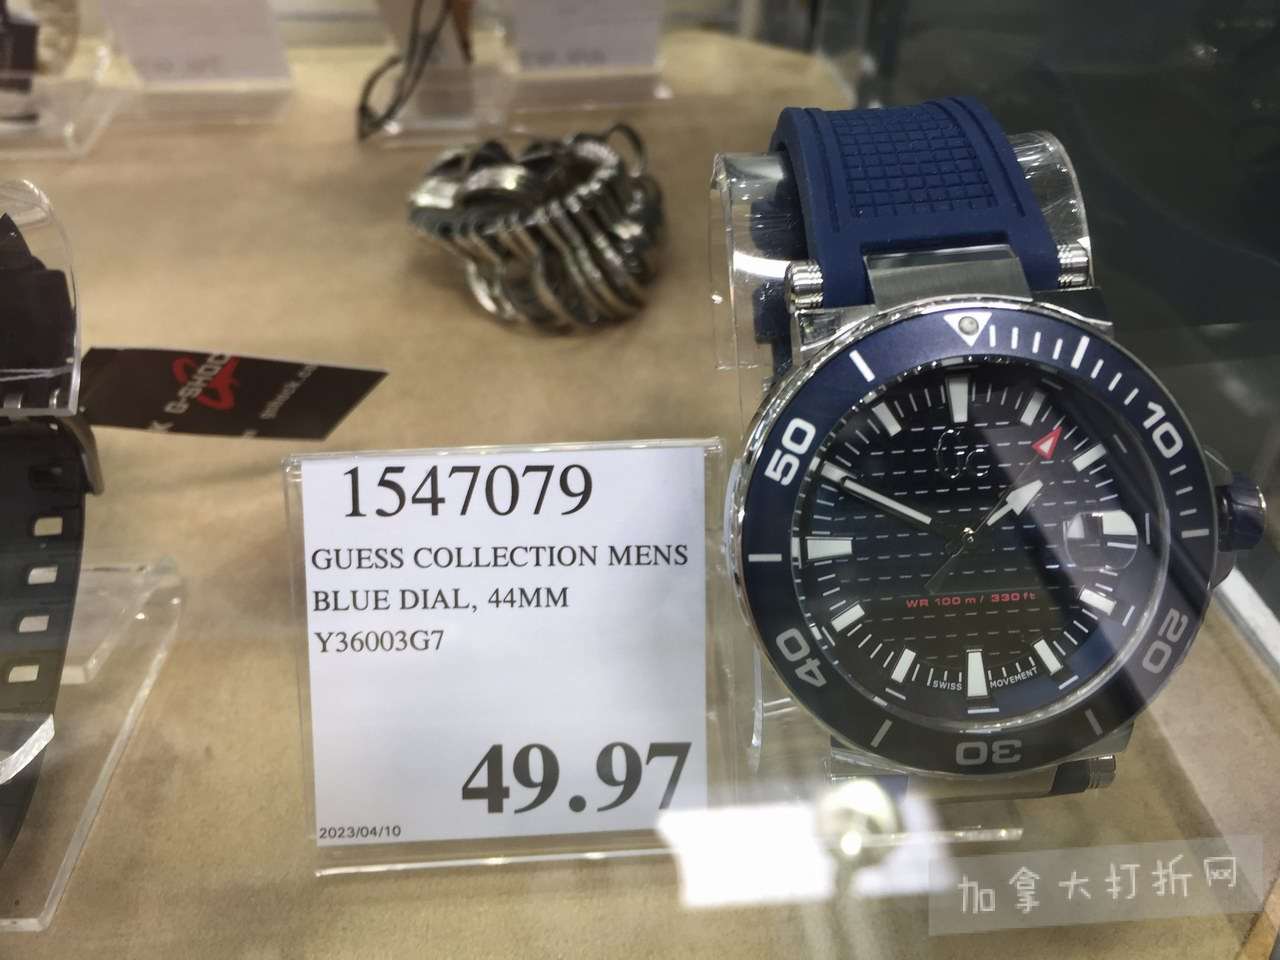 1547079
GUESS COLLECTION MENS
BLUE DIAL, 44MM
Y36003G7
49.97
2023/04/10
G-SHOCK
10
20
30
40
50
Gc
WR 100 m / 330 ft
SWISS MOVEMENT
加拿大打折网